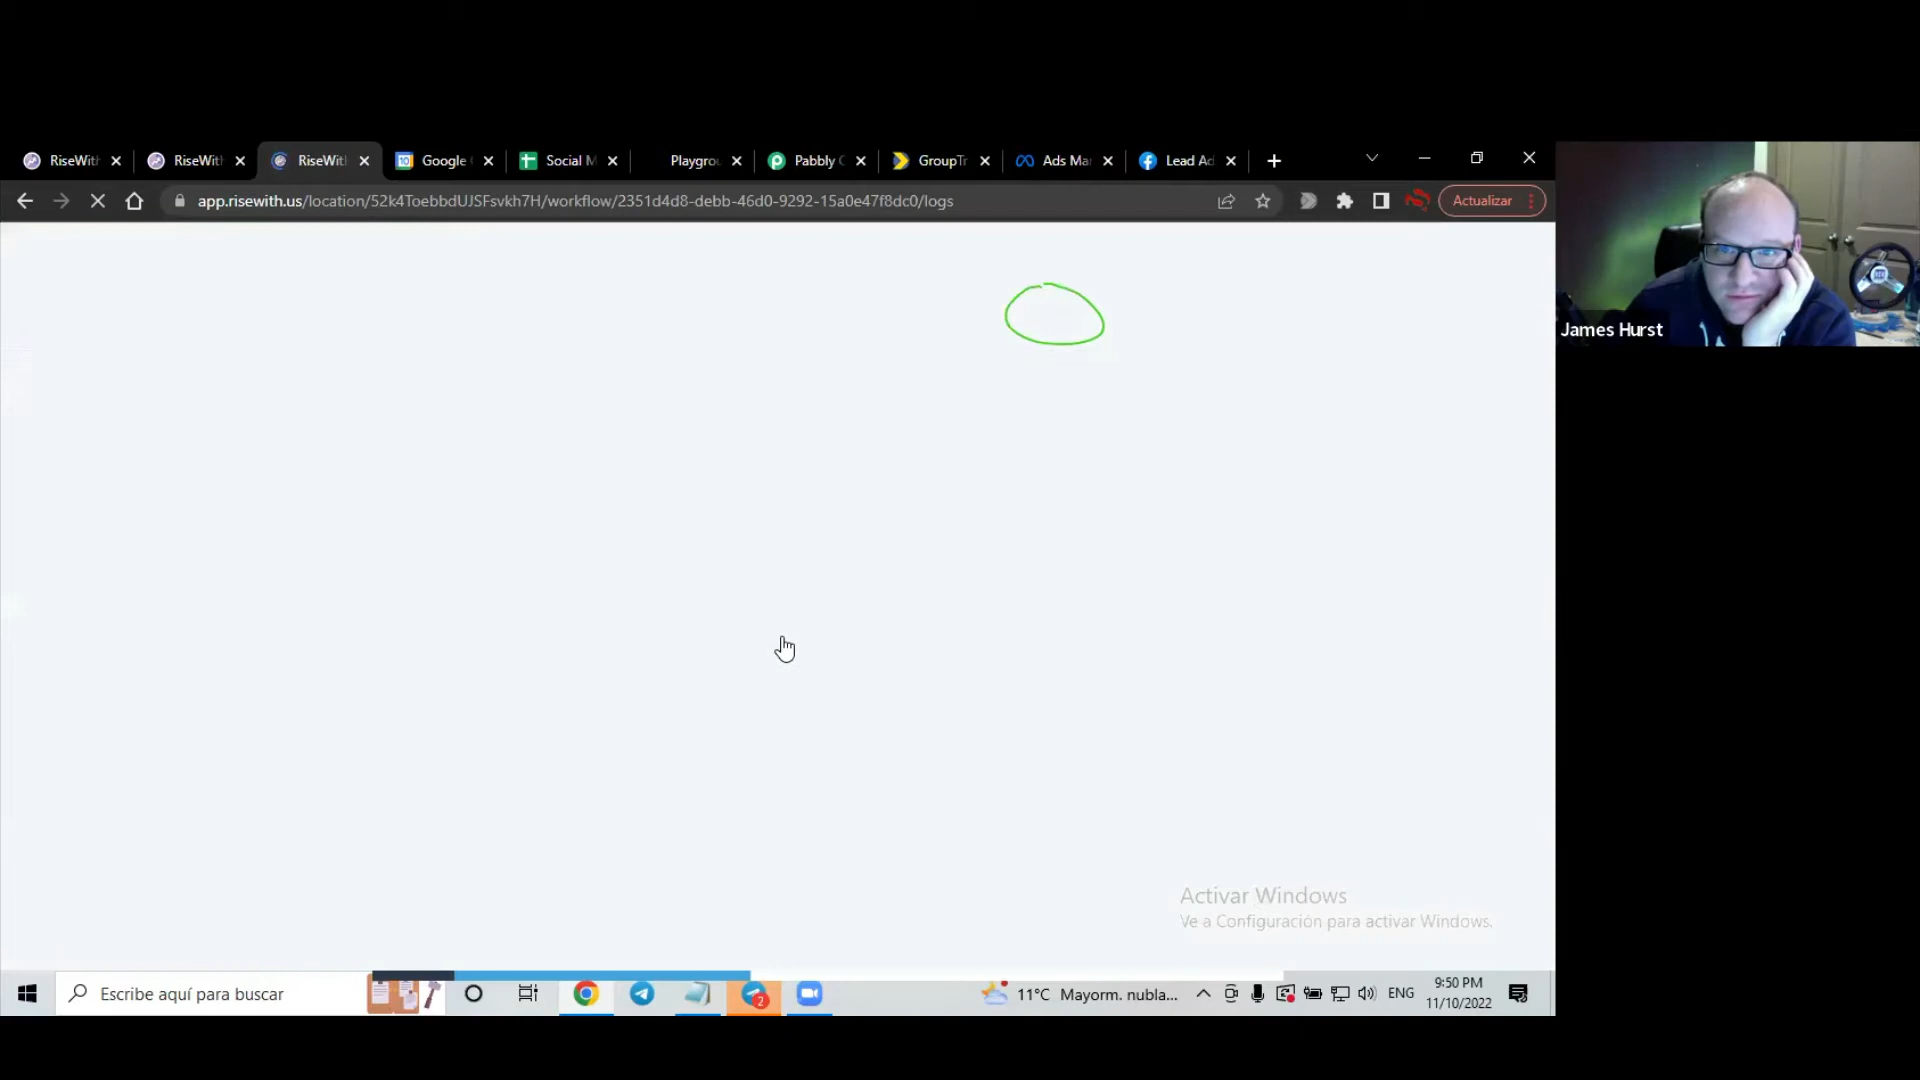 RiseWith
RiseWith
RiseWith
Google
Social M
Playgrou
Pabbly C
GroupTr
Ads Ma
Lead Ad
app.risewith.us/location/52k4ToebbdUJSFsvkh7H/workflow/2351d4d8-debb-46d0-9292-15a0e47f8dc0/logs
Actualizar
James Hurst
Activar Windows
Ve a Configuración para activar Windows.
Escribe aquí para buscar
2
11°C Mayorm. nubla...
ENG
9:50 PM
11/10/2022